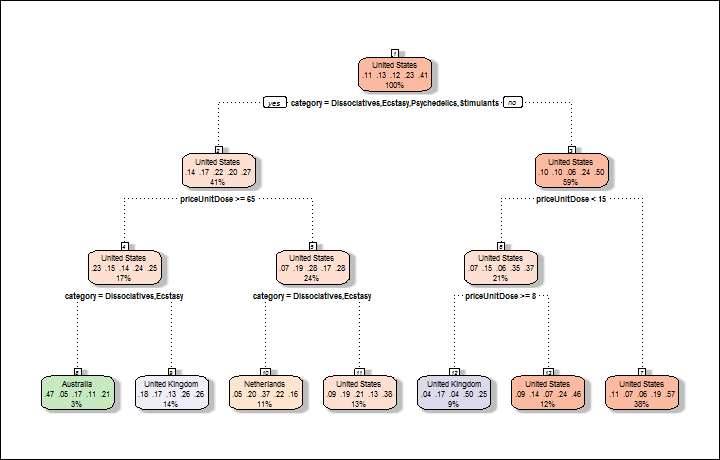 1
United States
.11 .13 .12 .23 .41
100%
yes category = Dissociatives,Ecstasy,Psychedelics,Stimulants no
2
United States
.14 .17 .22 .20 .27
41%
3
United States
.10 .10 .06 .24 .50
59%
priceUnitDose >= 65
priceUnitDose < 15
4
United States
.23 .15 .14 .24 .25
17%
5
United States
.07 .19 .28 .17 .28
24%
6
United States
.07 .15 .06 .35 .37
21%
category = Dissociatives,Ecstasy
category = Dissociatives,Ecstasy
priceUnitDose >= 8
8
Australia
.47 .05 .17 .11 .21
3%
9
United Kingdom
.18 .17 .13 .26 .26
14%
10
Netherlands
.05 .20 .37 .22 .16
11%
11
United States
.09 .19 .21 .13 .38
13%
12
United Kingdom
.04 .17 .04 .50 .25
9%
13
United States
.09 .14 .07 .24 .46
12%
7
United States
.11 .07 .06 .19 .57
38%